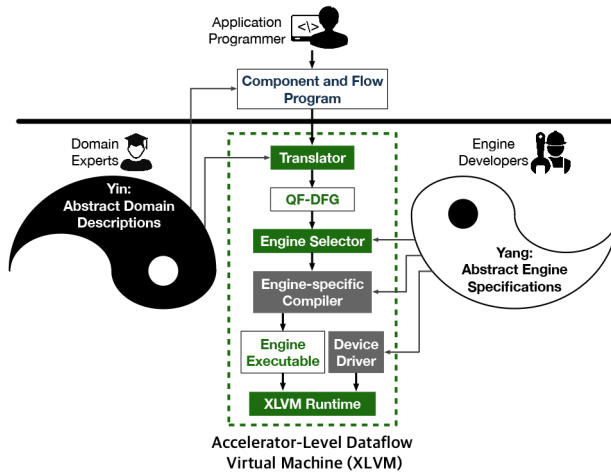 Application
Programmer
</>
Component and Flow
Program
Domain
Experts
Engine
Developers
Translator
Yin:
Abstract Domain
Descriptions
QF-DFG
Engine Selector
Yang:
Abstract Engine
Specifications
Engine-specific
Compiler
Engine
Executable
Device
Driver
XLVM Runtime
Accelerator-Level Dataflow
Virtual Machine (XLVM)